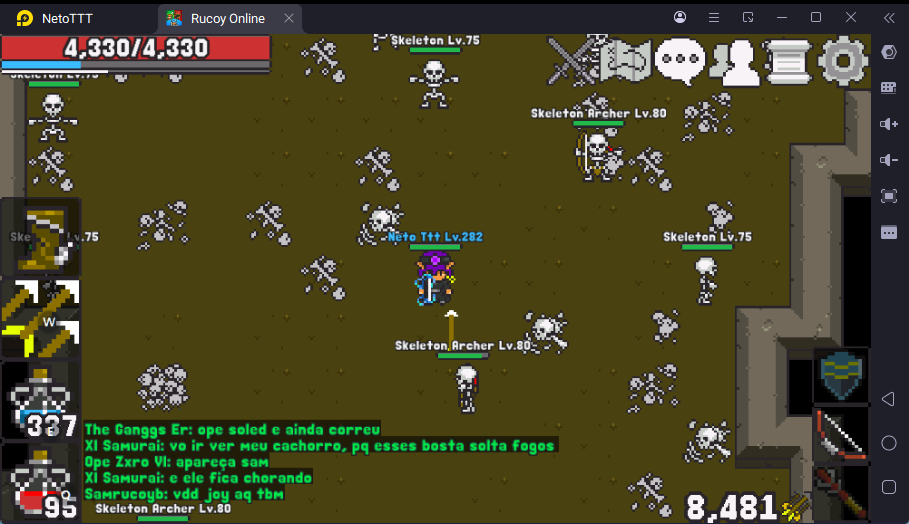 NetoTTT
Rucoy Online
4,330/4,330
Skeleton Lv.75
Skeleton Lv.75
Skeleton Archer Lv.80
Neto Ttt Lv.282
Skeleton Lv.75
W
Skeleton Archer Lv.80
337
The Ganggs Er: ope soled e ainda correu
Xl Samurai: vo ir ver meu cachorro, pq esses bosta solta fogos
Ope Zxro Vl: apareça sam
Xl Samurai: e ele fica chorando
Samrucoyb: vdd joy aq tbm
95
Skeleton Archer Lv.80
8,481